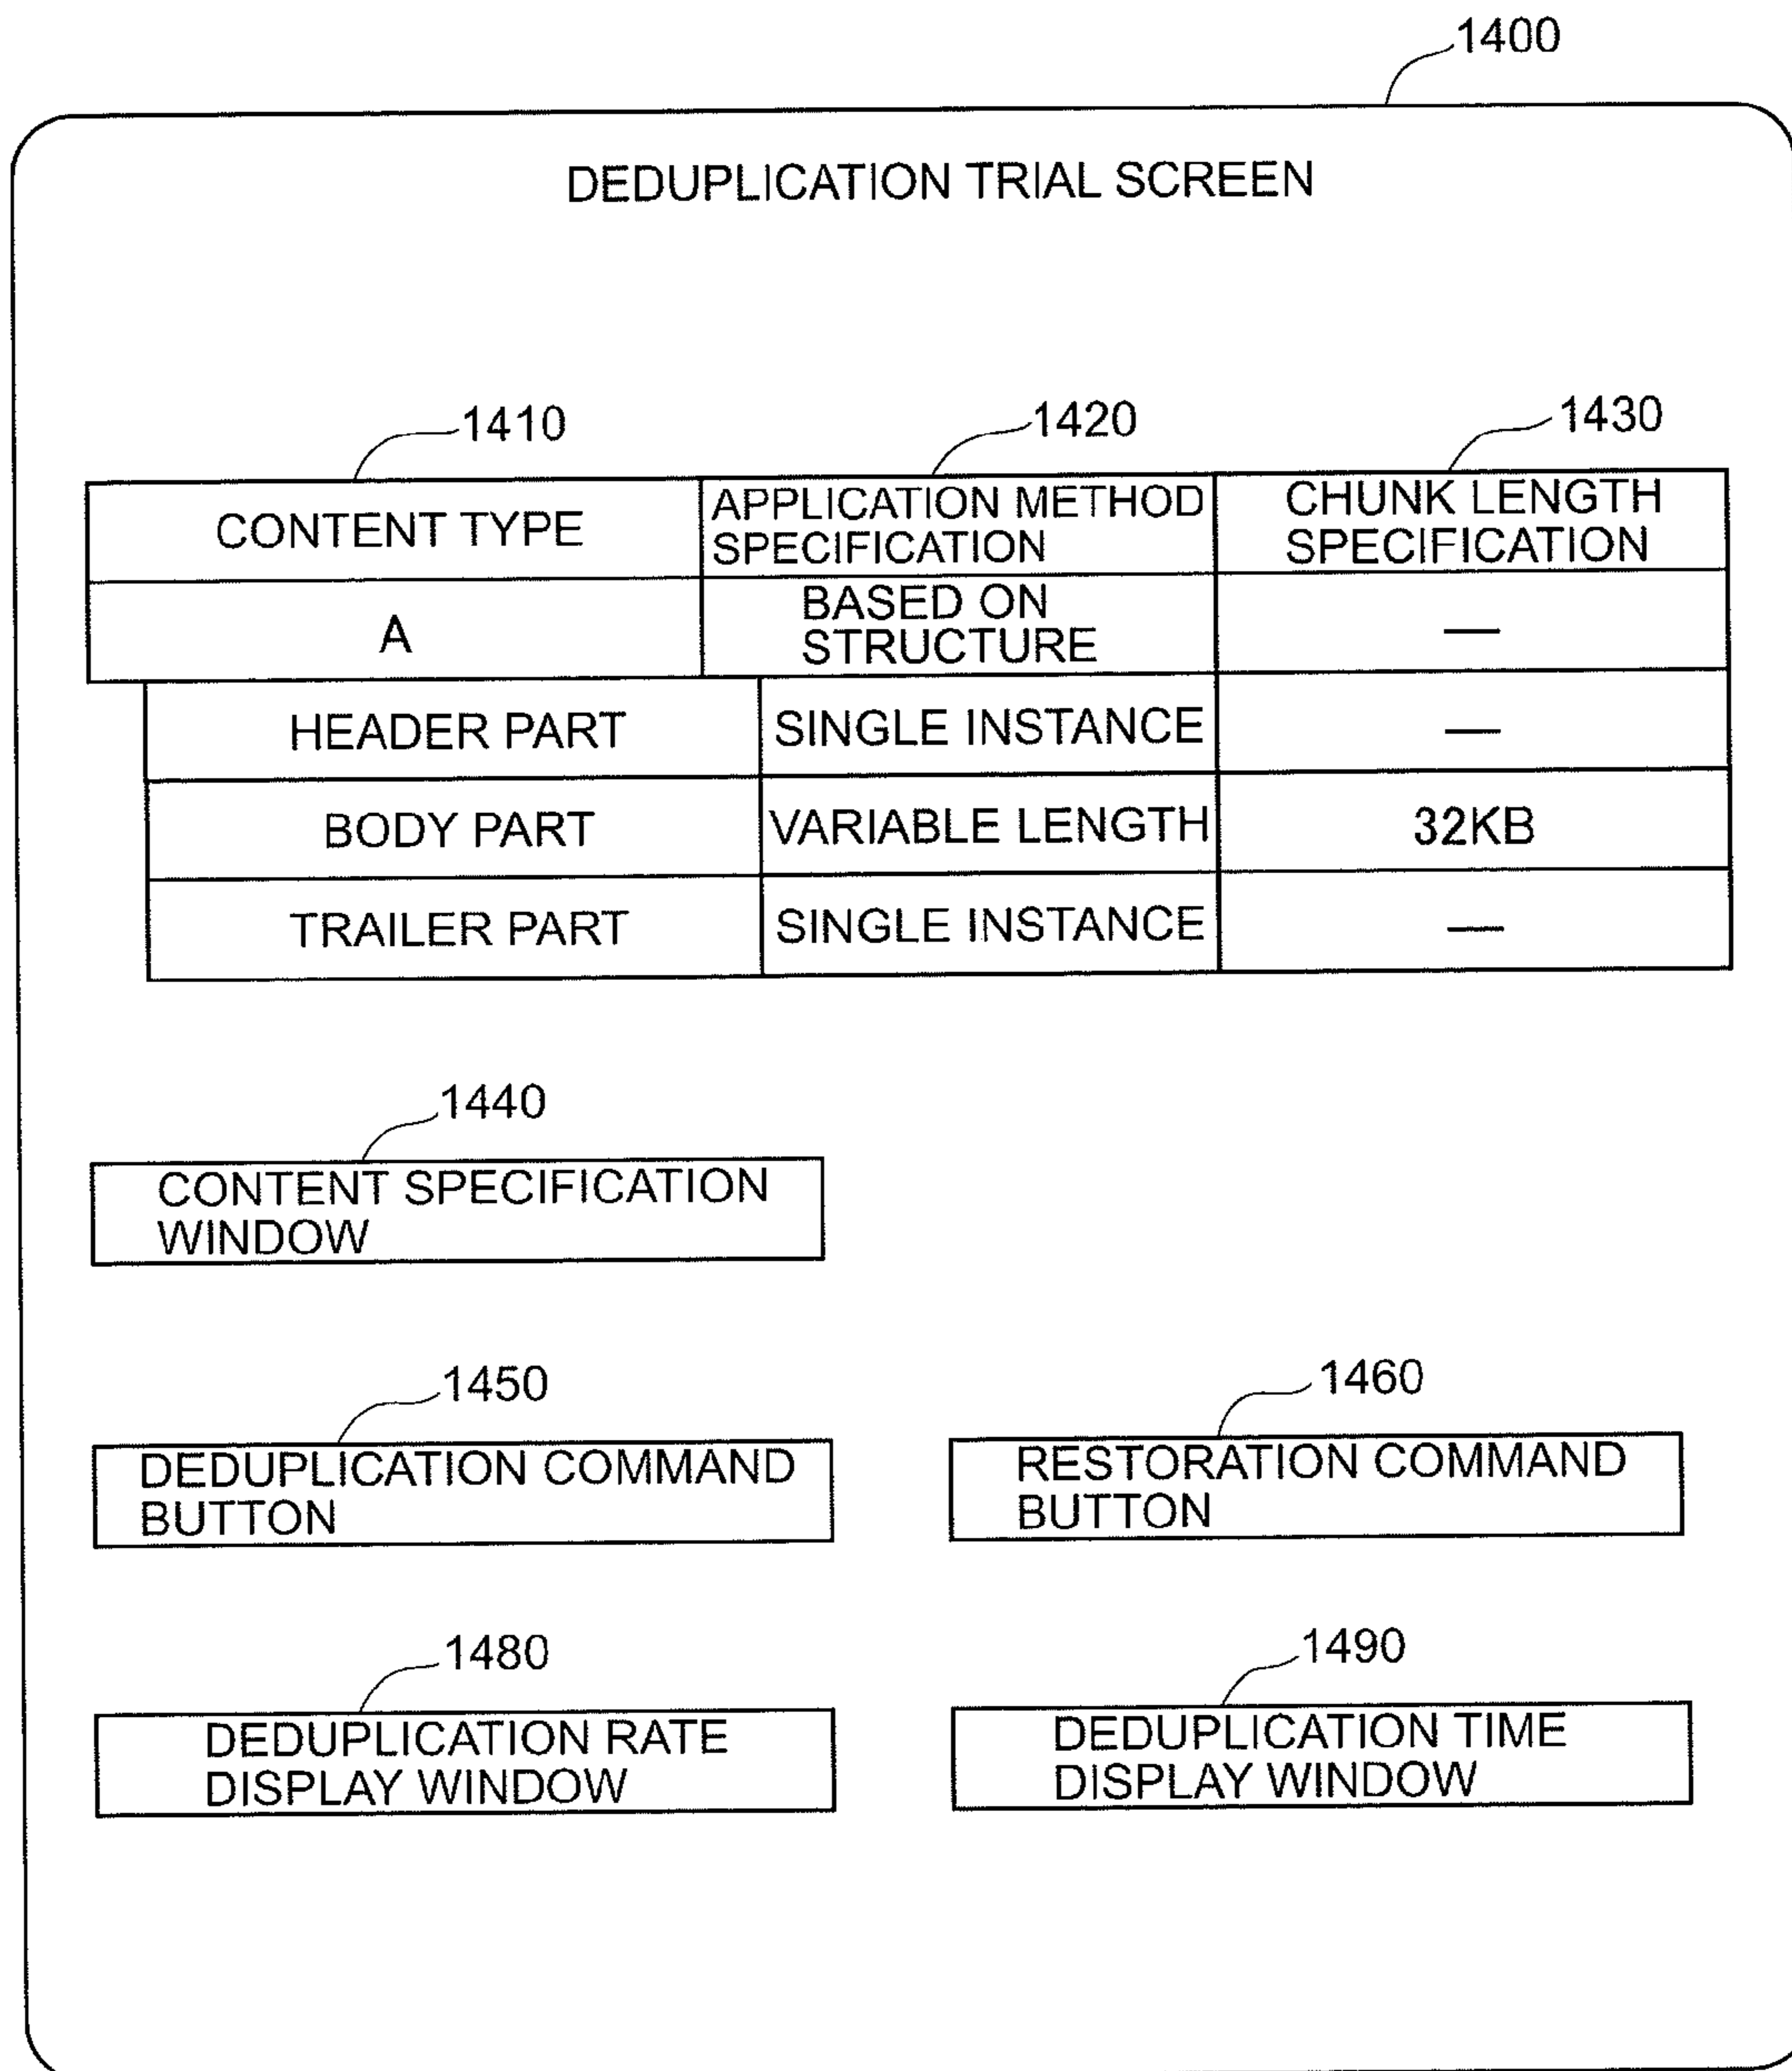 1400
DEDUPLICATION TRIAL SCREEN
1410
1420
1430
CONTENT TYPE
APPLICATION METHOD
SPECIFICATION
CHUNK LENGTH
SPECIFICATION
A
BASED ON
STRUCTURE
—
HEADER PART
SINGLE INSTANCE
—
BODY PART
VARIABLE LENGTH
32KB
TRAILER PART
SINGLE INSTANCE
—
1440
CONTENT SPECIFICATION
WINDOW
1450
DEDUPLICATION COMMAND
BUTTON
1460
RESTORATION COMMAND
BUTTON
1480
DEDUPLICATION RATE
DISPLAY WINDOW
1490
DEDUPLICATION TIME
DISPLAY WINDOW